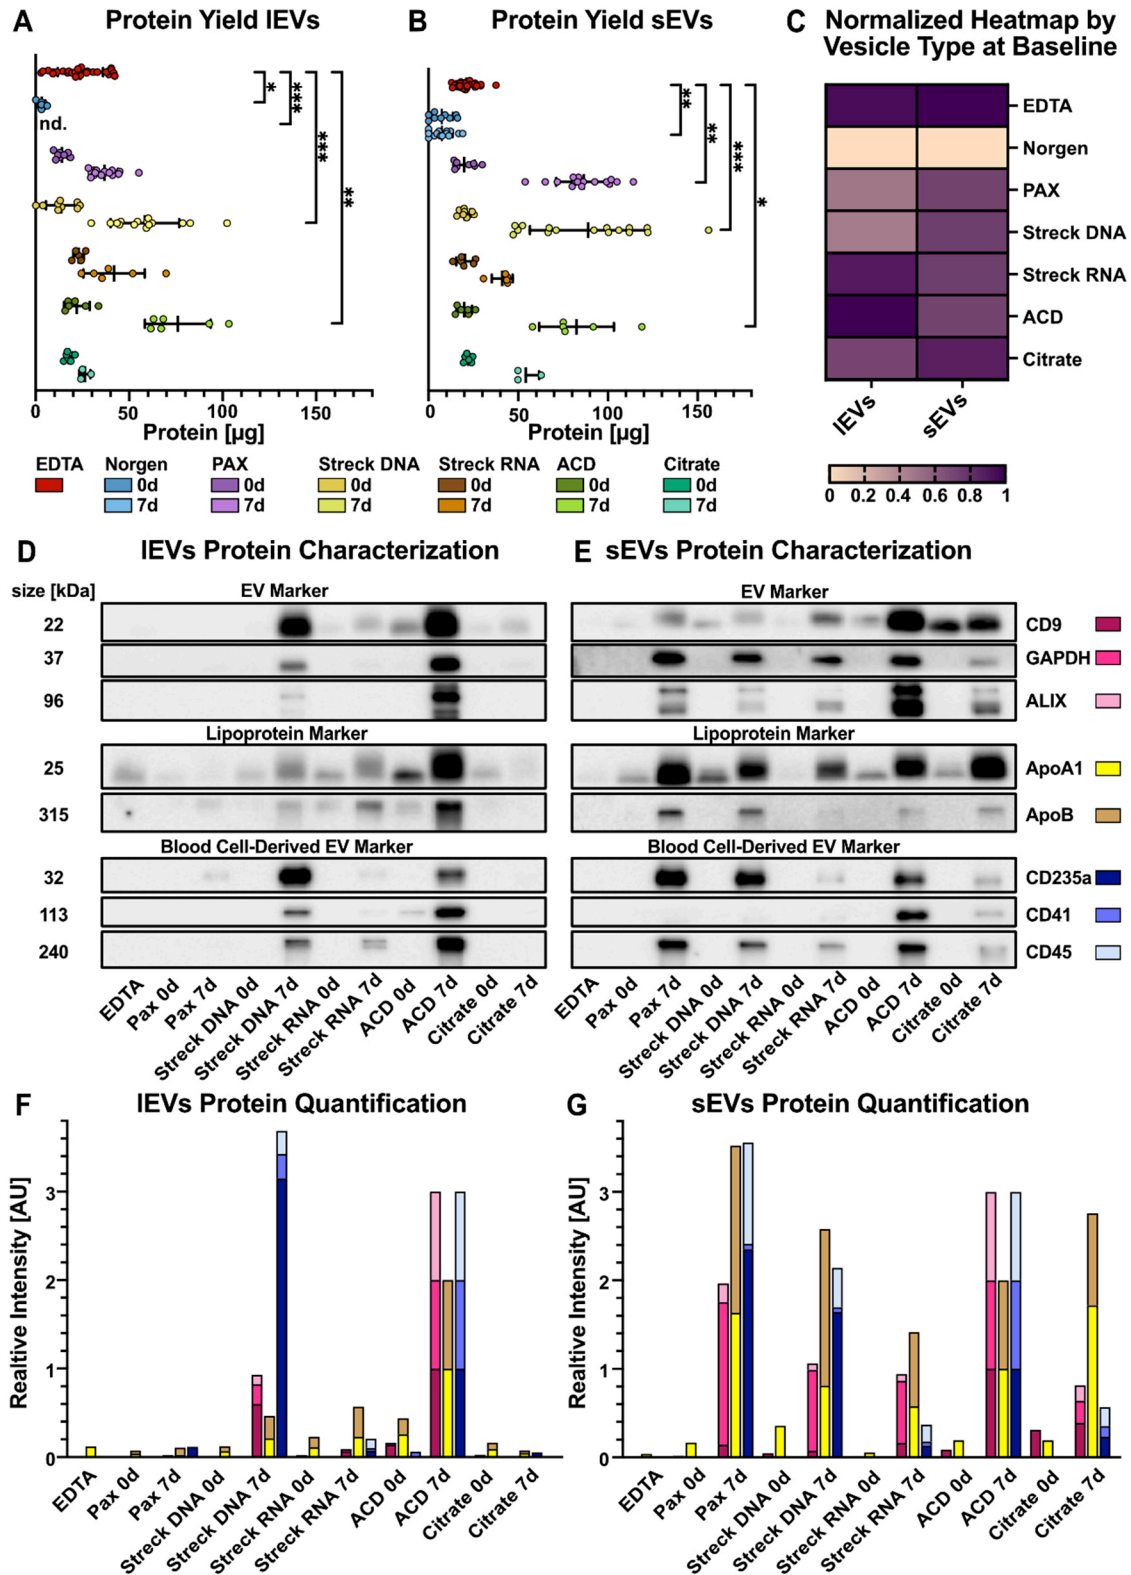 A Protein Yield lEVs
nd.
*
***
***
**
0 50 100 150
Protein [µg]
B Protein Yield sEVs
**
**
***
*
0 50 100 150
Protein [µg]
C Normalized Heatmap by
Vesicle Type at Baseline
EDTA
Norgen
PAX
Streck DNA
Streck RNA
ACD
Citrate
lEVs sEVs
0 0.2 0.4 0.6 0.8 1
EDTA Norgen PAX Streck DNA Streck RNA ACD Citrate
0d 0d 0d 0d 0d 0d
7d 7d 7d 7d 7d 7d
D lEVs Protein Characterization
size [kDa]
EV Marker
22
37
96
Lipoprotein Marker
25
315
Blood Cell-Derived EV Marker
32
113
240
EDTA Pax 0d Pax 7d Streck DNA 0d Streck DNA 7d Streck RNA 0d Streck RNA 7d ACD 0d ACD 7d Citrate 0d Citrate 7d
E sEVs Protein Characterization
EV Marker
CD9
GAPDH
ALIX
Lipoprotein Marker
ApoA1
ApoB
Blood Cell-Derived EV Marker
CD235a
CD41
CD45
EDTA Pax 0d Pax 7d Streck DNA 0d Streck DNA 7d Streck RNA 0d Streck RNA 7d ACD 0d ACD 7d Citrate 0d Citrate 7d
F lEVs Protein Quantification
Realtive Intensity [AU]
3
2
1
0
EDTA Pax 0d Pax 7d Streck DNA 0d Streck DNA 7d Streck RNA 0d Streck RNA 7d ACD 0d ACD 7d Citrate 0d Citrate 7d
G sEVs Protein Quantification
Realtive Intensity [AU]
3
2
1
0
EDTA Pax 0d Pax 7d Streck DNA 0d Streck DNA 7d Streck RNA 0d Streck RNA 7d ACD 0d ACD 7d Citrate 0d Citrate 7d